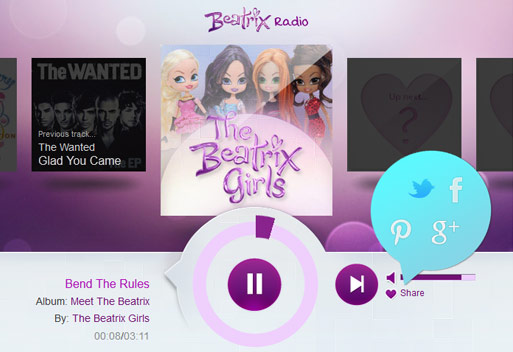 Beatrix Radio
The WANTED
Previous track...
The Wanted
Glad You Came
EP
Up next...
?
The
Beatrix
Girls
f
g+
Bend The Rules
Album: Meet The Beatrix
By: The Beatrix Girls
00:08/03:11
Share